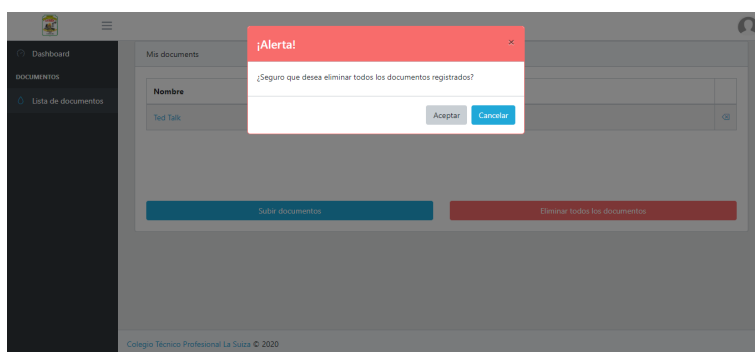 ¡Alerta!
×
Dashboard
Mis documents
DOCUMENTOS
¿Seguro que desea eliminar todos los documentos registrados?
Nombre
Lista de documentos
Aceptar
Cancelar
Ted Talk
Subir documentos
Eliminar todos los documentos
Colegio Técnico Profesional La Suiza © 2020